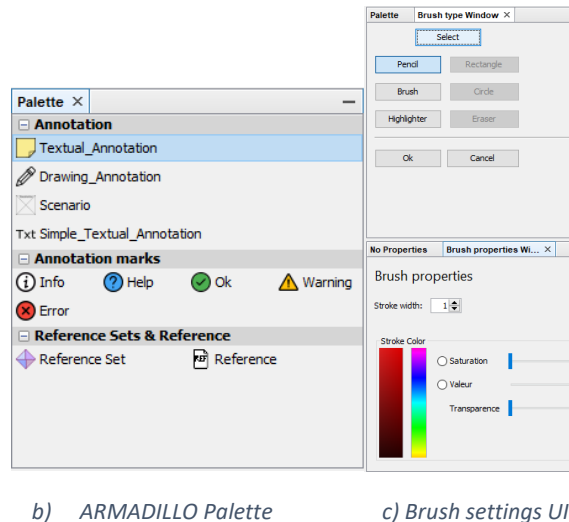 Palette Brush type Window ×
Select
Pencil Rectangle
Brush Circle
Highlighter Eraser
Ok Cancel
Palette ×
Annotation
Textual_Annotation
Drawing_Annotation
Scenario
Txt Simple_Textual_Annotation
Annotation marks
Info Help Ok Warning
Error
Reference Sets & Reference
Reference Set REF Reference
No Properties Brush properties Wi... ×
Brush properties
Stroke width: 1
Stroke Color
Saturation
Valeur
Transparence
b) ARMADILLO Palette c) Brush settings UI